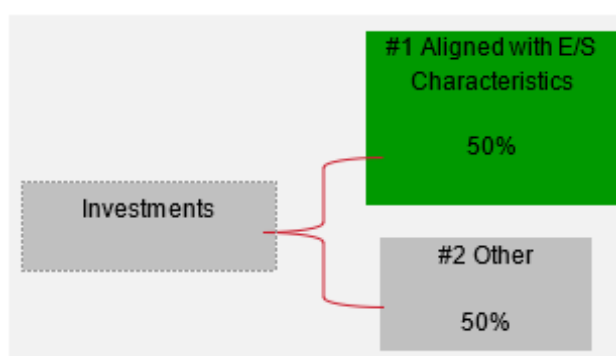 #1 Aligned with E/S
Characteristics
50%
Investments
#2 Other
50%